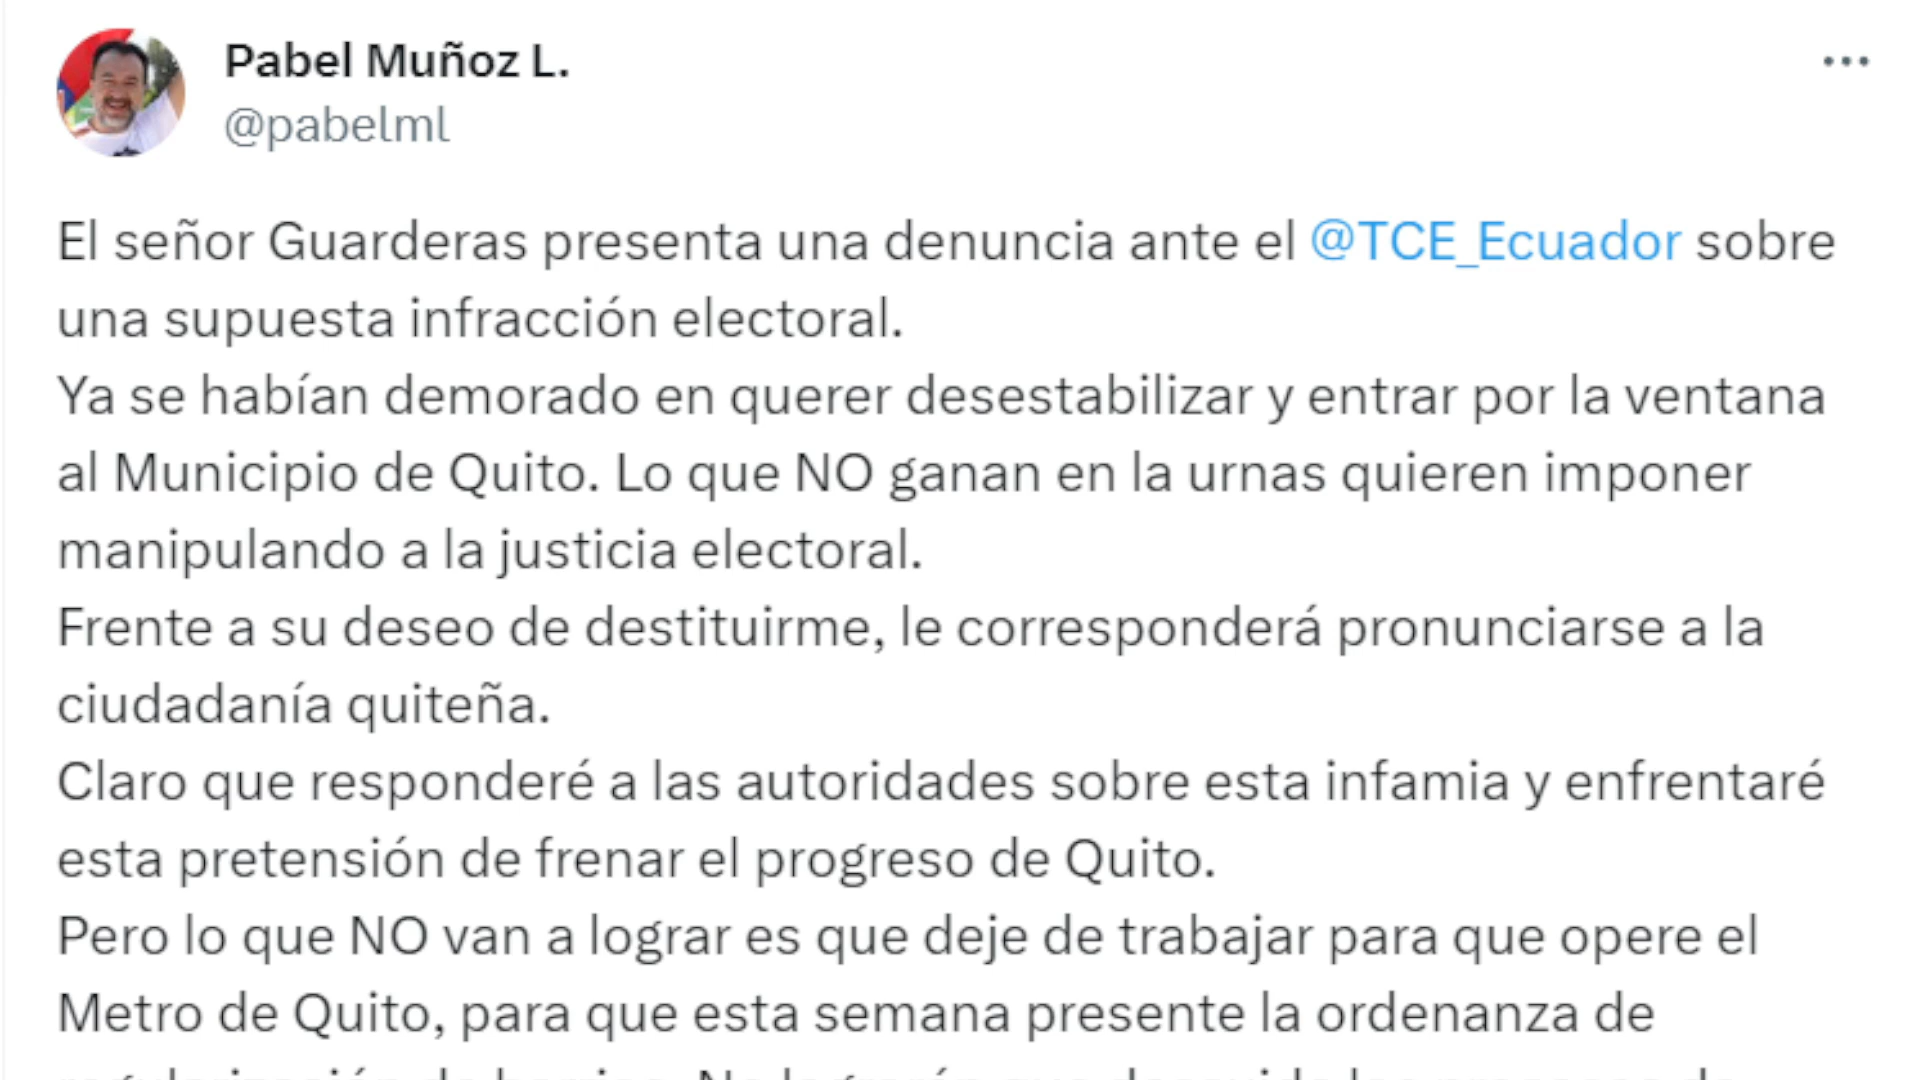 Pabel Muñoz L.
@pabelml
El señor Guarderas presenta una denuncia ante el @TCE_Ecuador sobre
una supuesta infracción electoral.
Ya se habían demorado en querer desestabilizar y entrar por la ventana
al Municipio de Quito. Lo que NO ganan en la urnas quieren imponer
manipulando a la justicia electoral.
Frente a su deseo de destituirme, le corresponderá pronunciarse a la
ciudadanía quiteña.
Claro que responderé a las autoridades sobre esta infamia y enfrentaré
esta pretensión de frenar el progreso de Quito.
Pero lo que NO van a lograr es que deje de trabajar para que opere el
Metro de Quito, para que esta semana presente la ordenanza de